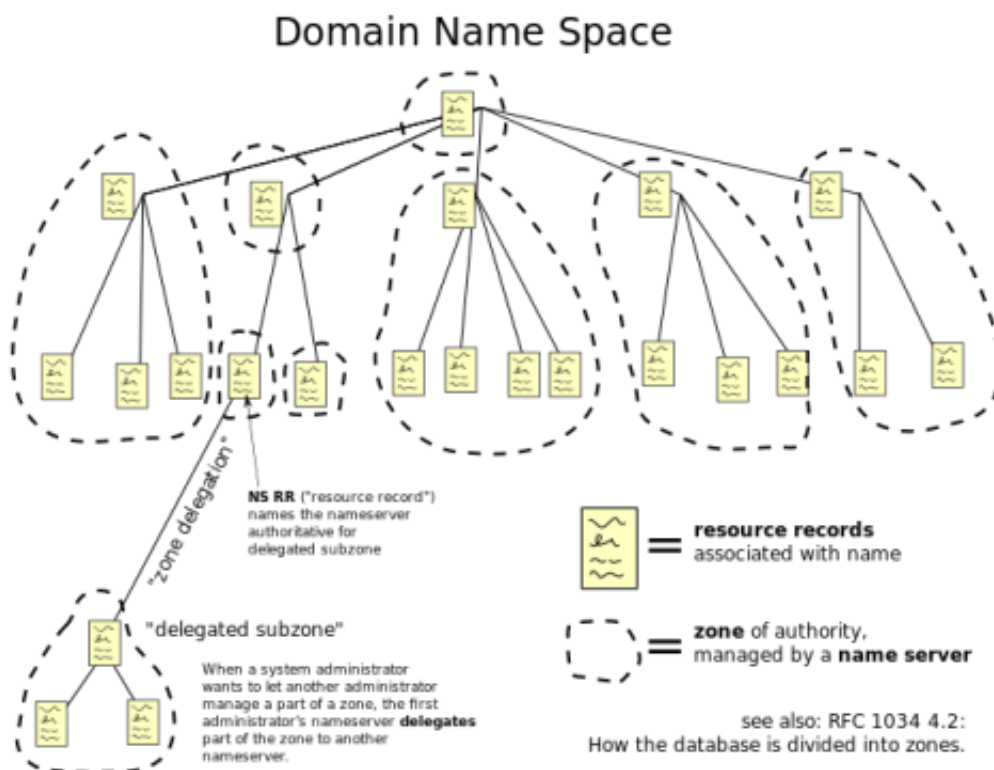 Domain Name Space
"zone delegation"
NS RR ("resource record")
names the nameserver
authoritative for
delegated subzone
"delegated subzone"
When a system administrator
wants to let another administrator
manage a part of a zone, the first
administrator's nameserver delegates
part of the zone to another
nameserver.
= resource records
associated with name
= zone of authority,
managed by a name server
see also: RFC 1034 4.2:
How the database is divided into zones.